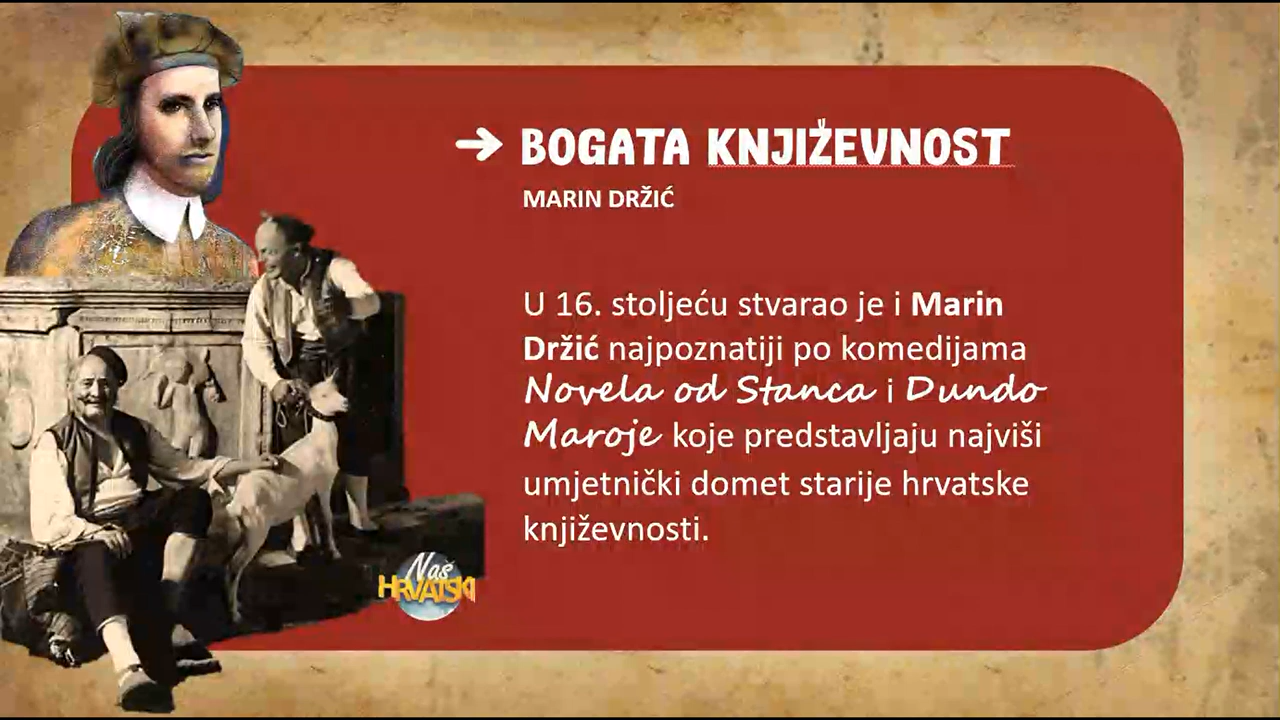 → BOGATA KNJIŽEVNOST
MARIN DRŽIĆ
U 16. stoljeću stvarao je i Marin
Držić najpoznatiji po komedijama
Novela od Stanca i Dundo
Maroje koje predstavljaju najviši
umjetnički domet starije hrvatske
književnosti.
Naš
HRVATSKI